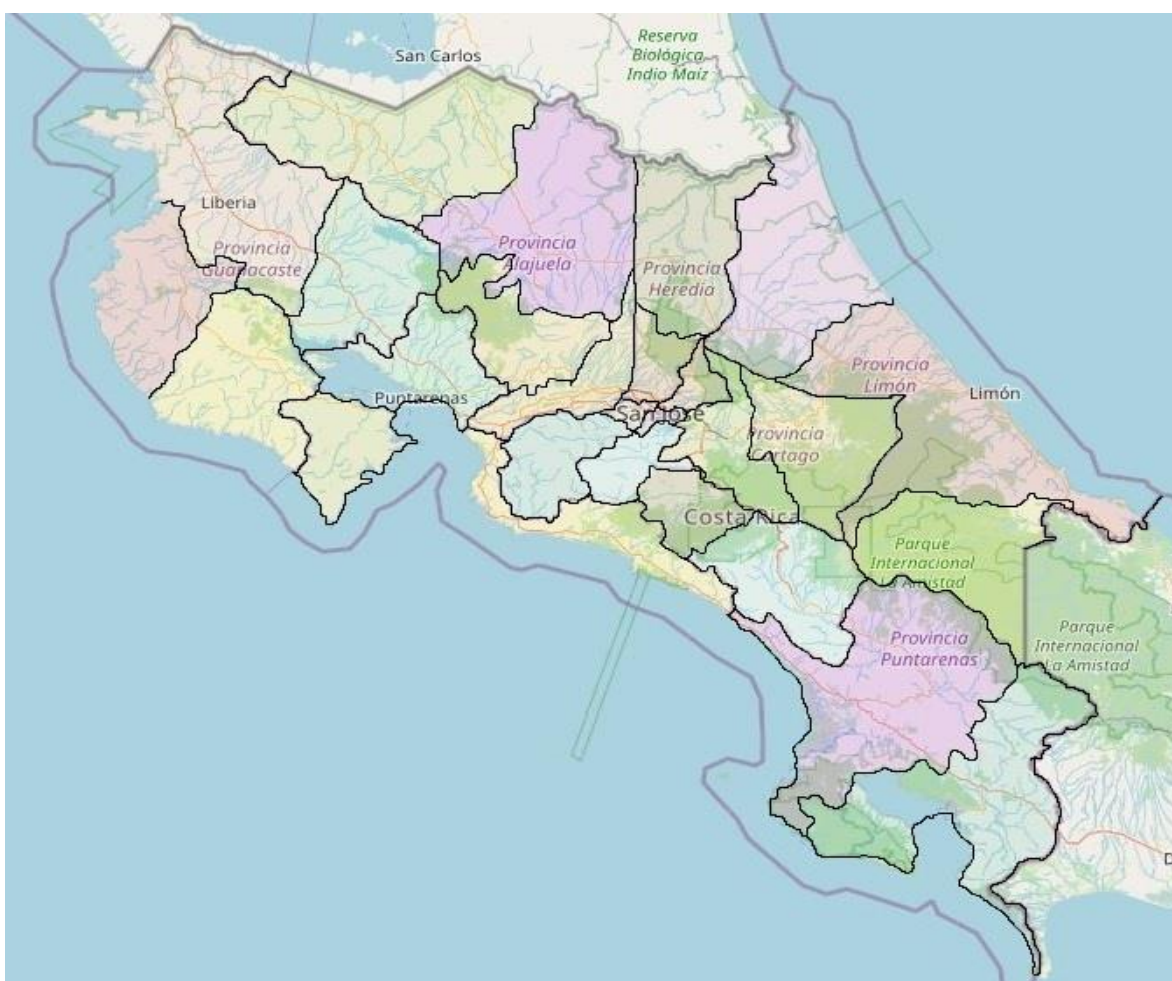 San Carlos
Reserva
Biológica
Indio Maíz
Liberia
Provincia
Guanacaste
Provincia
Alajuela
Provincia
Heredia
Provincia
Limón
Limón
Puntarenas
San José
Provincia
Cartago
Costa Rica
Parque
Internacional
La Amistad
Parque
Internacional
La Amistad
Provincia
Puntarenas
D